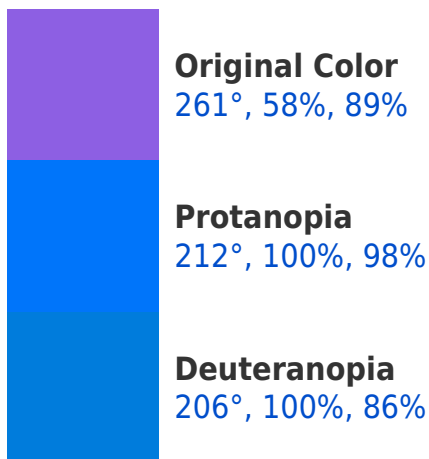 Original Color
261°, 58%, 89%
Protanopia
212°, 100%, 98%
Deuteranopia
206°, 100%, 86%